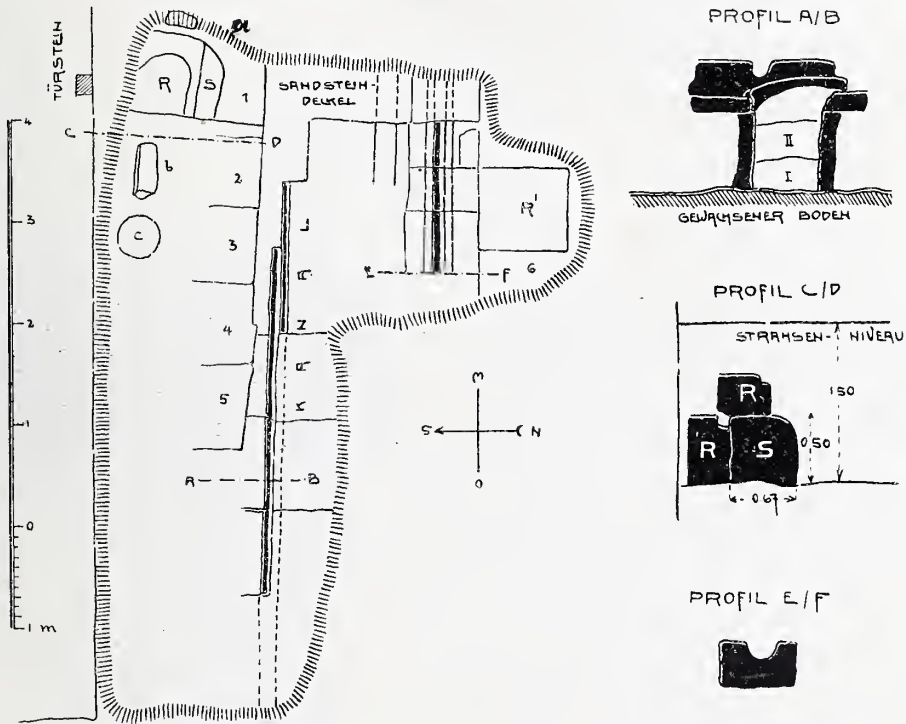 TÜRSTEIN
a
R
S
1
SANDSTEIN-
DECKEL
C
D
b
2
C
3
4
5
R'
6
E
F
I
II
A
B
4
3
2
1
0
1 m
S
N
O
PROFIL A/B
II
I
GEWACHSENER BODEN
PROFIL C/D
STRASSEN-NIVEAU
R
R
S
150
0.50
0.67
PROFIL E/F